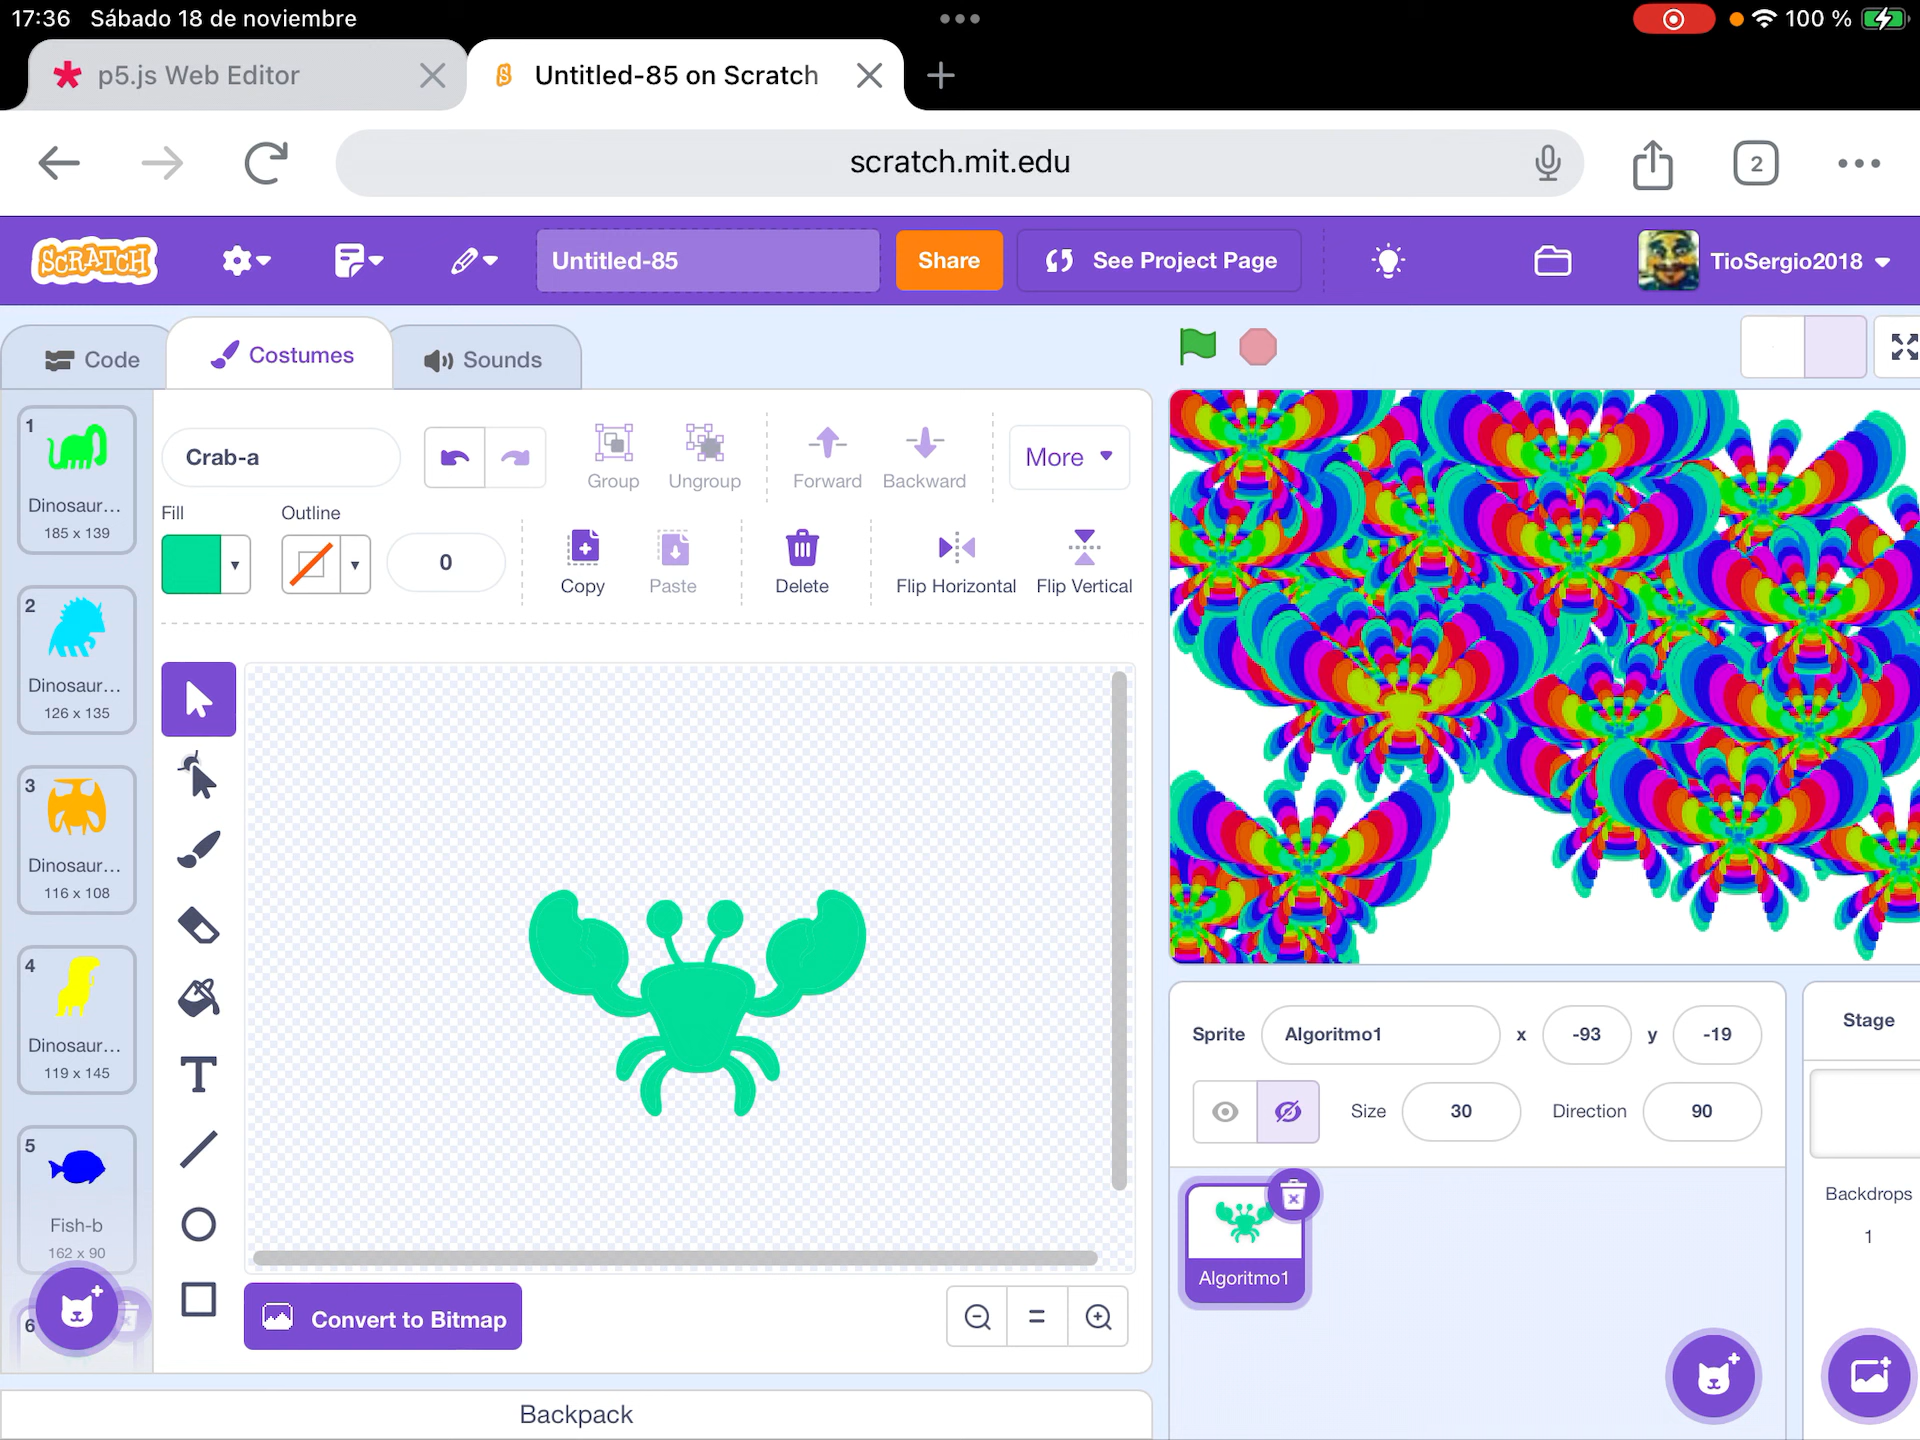 17:36 Sábado 18 de noviembre
100 %
p5.js Web Editor
Untitled-85 on Scratch
scratch.mit.edu
2
SCRATCH
Untitled-85
Share
See Project Page
TioSergio2018
Code
Costumes
Sounds
1
Dinosaur...
185 x 139
2
Dinosaur...
126 x 135
3
Dinosaur...
116 x 108
4
Dinosaur...
119 x 145
5
Fish-b
162 x 90
6
Crab-a
Group
Ungroup
Forward
Backward
More
Fill
Outline
0
Copy
Paste
Delete
Flip Horizontal
Flip Vertical
T
Convert to Bitmap
Backpack
Sprite
Algoritmo1
x
-93
y
-19
Size
30
Direction
90
Algoritmo1
Stage
Backdrops
1